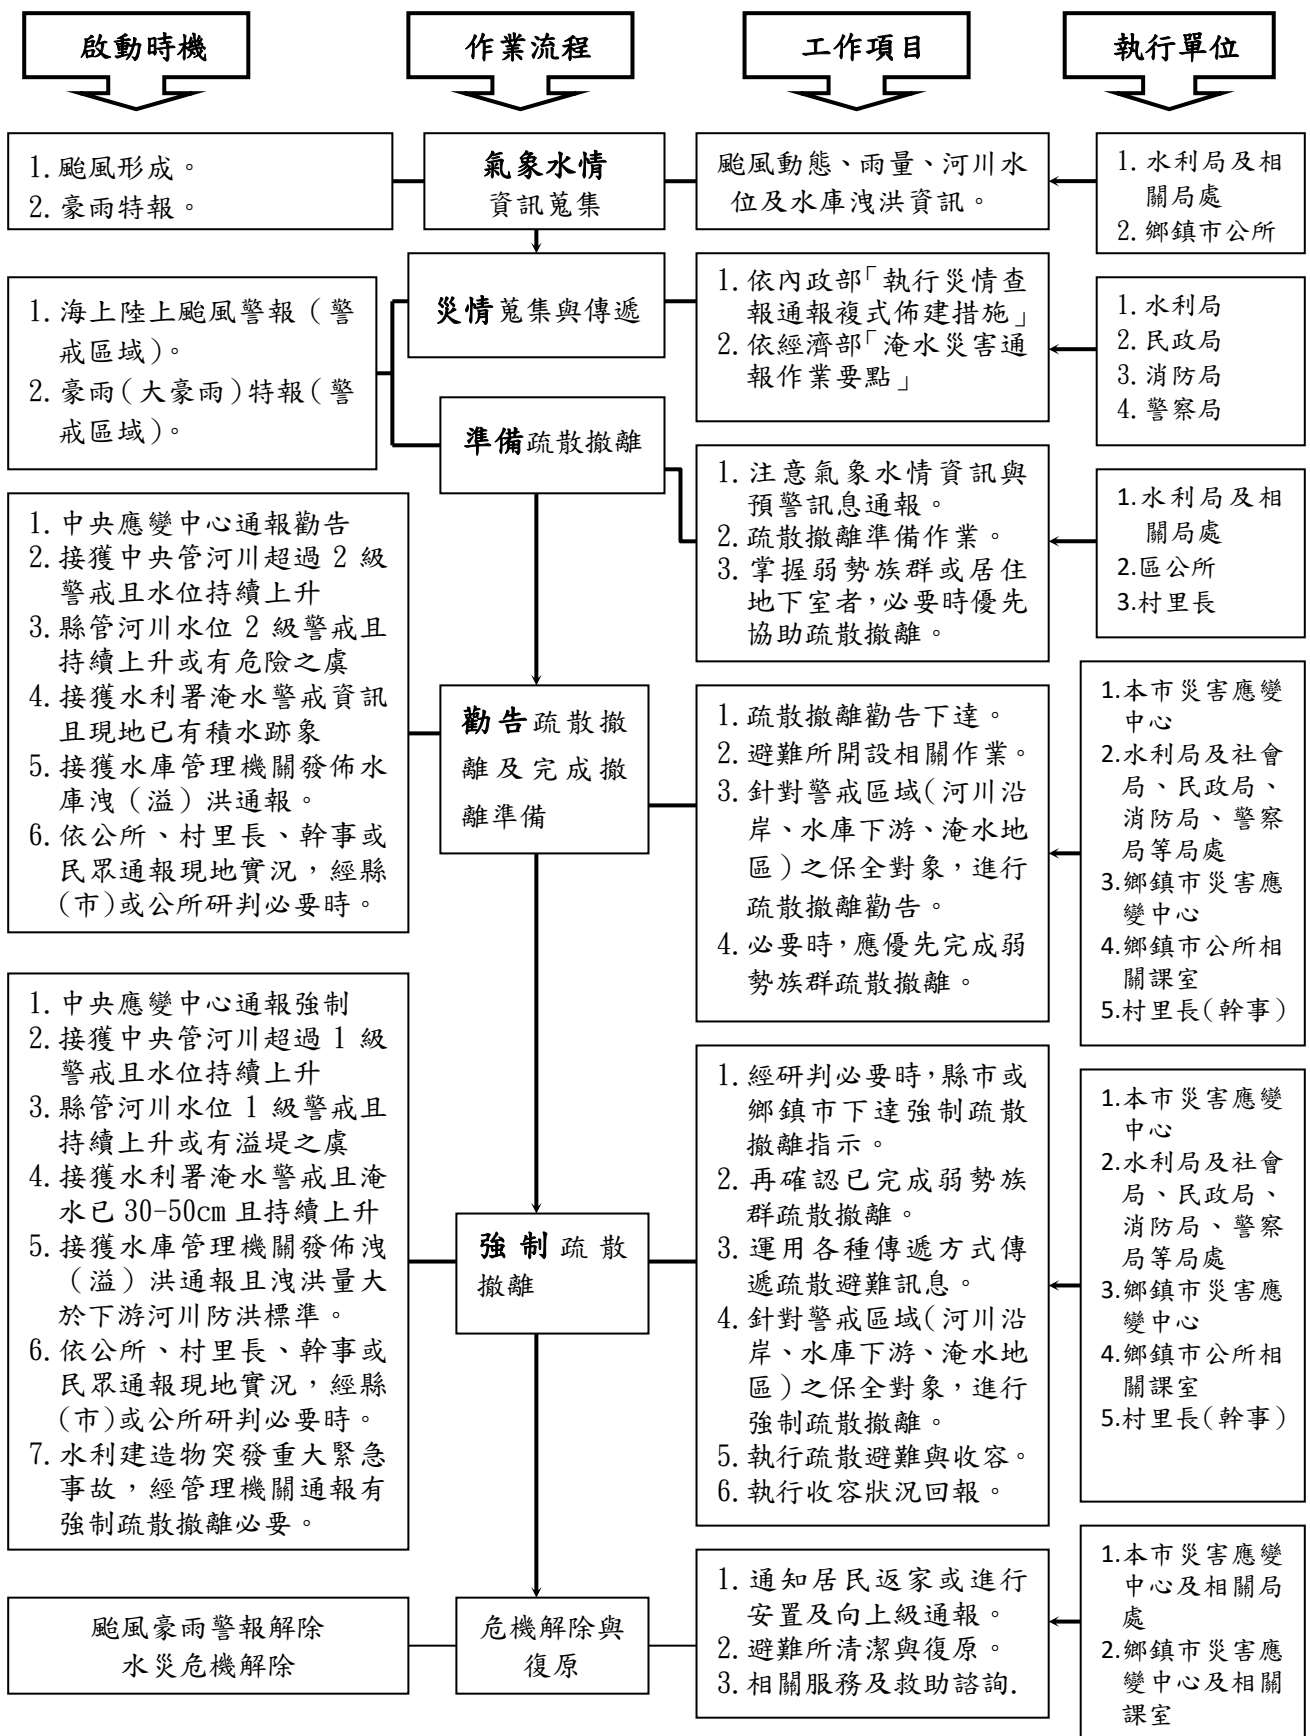 啟動時機
作業流程
工作項目
執行單位
1.颱風形成。
2.豪雨特報。
氣象水情
資訊蒐集
颱風動態、雨量、河川水
位及水庫洩洪資訊。
1.水利局及相
關局處
2.鄉鎮市公所
1.海上陸上颱風警報（警
戒區域）。
2.豪雨（大豪雨）特報（警
戒區域）。
災情蒐集與傳遞
1.依內政部「執行災情查
報通報複式佈建措施」
2.依經濟部「淹水災害通
報作業要點」
1.水利局
2.民政局
3.消防局
4.警察局
準備疏散撤離
1.注意氣象水情資訊與
預警訊息通報。
2.疏散撤離準備作業。
3.掌握弱勢族群或居住
地下室者，必要時優先
協助疏散撤離。
1.水利局及相
關局處
2.區公所
3.村里長
1.中央應變中心通報勸告
2.接獲中央管河川超過 2 級
警戒且水位持續上升
3.縣管河川水位 2 級警戒且
持續上升或有危險之虞
4.接獲水利署淹水警戒資訊
且現地已有積水跡象
5.接獲水庫管理機關發佈水
庫洩（溢）洪通報。
6.依公所、村里長、幹事或
民眾通報現地實況，經縣
(市)或公所研判必要時。
勸告疏散撤
離及完成撤
離準備
1.疏散撤離勸告下達。
2.避難所開設相關作業。
3.針對警戒區域(河川沿
岸、水庫下游、淹水地
區）之保全對象，進行
疏散撤離勸告。
4.必要時，應優先完成弱
勢族群疏散撤離。
1.本市災害應變
中心
2.水利局及社會
局、民政局、
消防局、警察
局等局處
3.鄉鎮市災害應
變中心
4.鄉鎮市公所相
關課室
5.村里長(幹事）
1.中央應變中心通報強制
2.接獲中央管河川超過 1 級
警戒且水位持續上升
3.縣管河川水位 1 級警戒且
持續上升或有溢堤之虞
4.接獲水利署淹水警戒且淹
水已 30-50cm 且持續上升
5.接獲水庫管理機關發佈洩
（溢）洪通報且洩洪量大
於下游河川防洪標準。
6.依公所、村里長、幹事或
民眾通報現地實況，經縣
(市)或公所研判必要時。
7.水利建造物突發重大緊急
事故，經管理機關通報有
強制疏散撤離必要。
強制疏散
撤離
1.經研判必要時，縣市或
鄉鎮市下達強制疏散
撤離指示。
2.再確認已完成弱勢族
群疏散撤離。
3.運用各種傳遞方式傳
遞疏散避難訊息。
4.針對警戒區域(河川沿
岸、水庫下游、淹水地
區）之保全對象，進行
強制疏散撤離。
5.執行疏散避難與收容。
6.執行收容狀況回報。
1.本市災害應變
中心
2.水利局及社會
局、民政局、
消防局、警察
局等局處
3.鄉鎮市災害應
變中心
4.鄉鎮市公所相
關課室
5.村里長(幹事）
颱風豪雨警報解除
水災危機解除
危機解除與
復原
1.通知居民返家或進行
安置及向上級通報。
2.避難所清潔與復原。
3.相關服務及救助諮詢.
1.本市災害應變
中心及相關局
處
2.鄉鎮市災害應
變中心及相關
課室